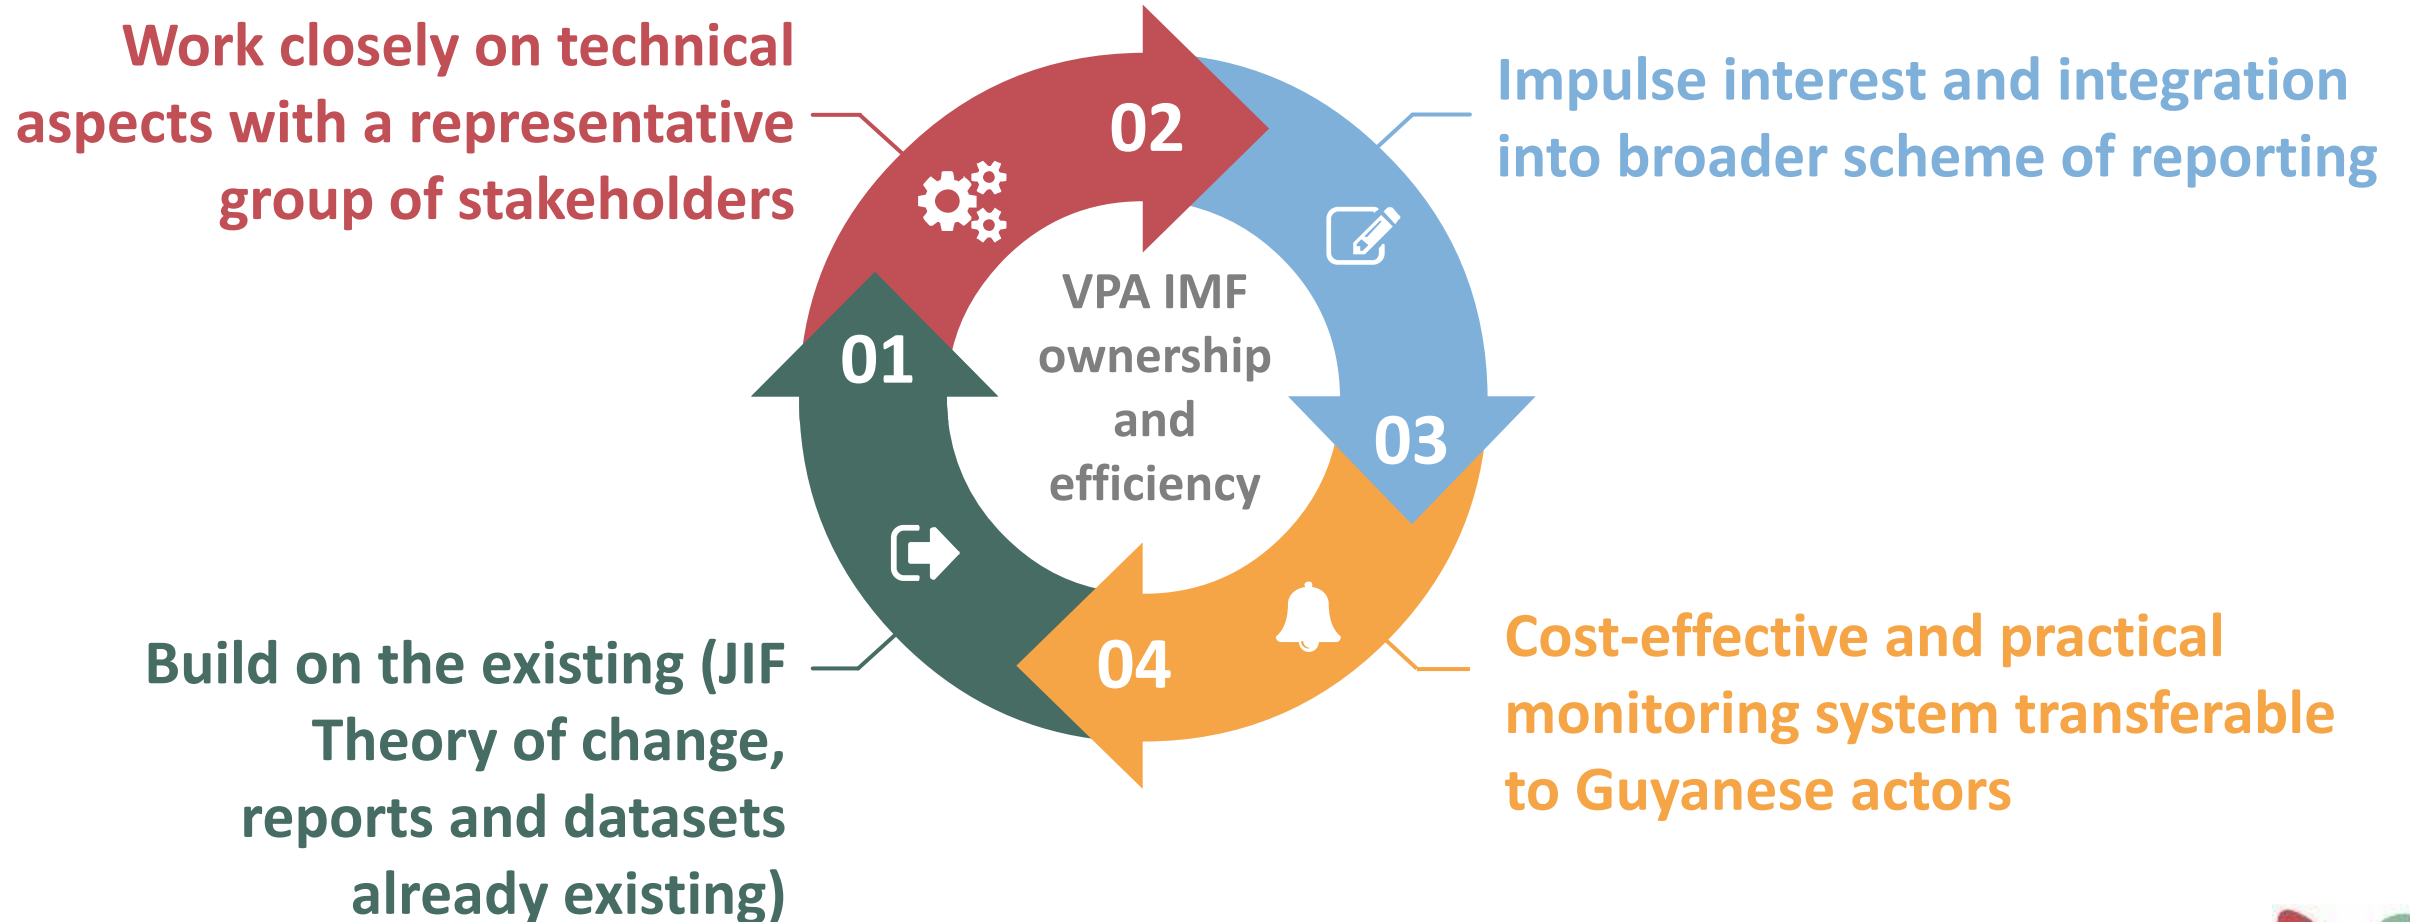 Work closely on technical
aspects with a representative
group of stakeholders
02
Impulse interest and integration
into broader scheme of reporting
01
VPA IMF
ownership
and
efficiency
03
Build on the existing (JIF
Theory of change,
reports and datasets
already existing)
04
Cost-effective and practical
monitoring system transferable
to Guyanese actors